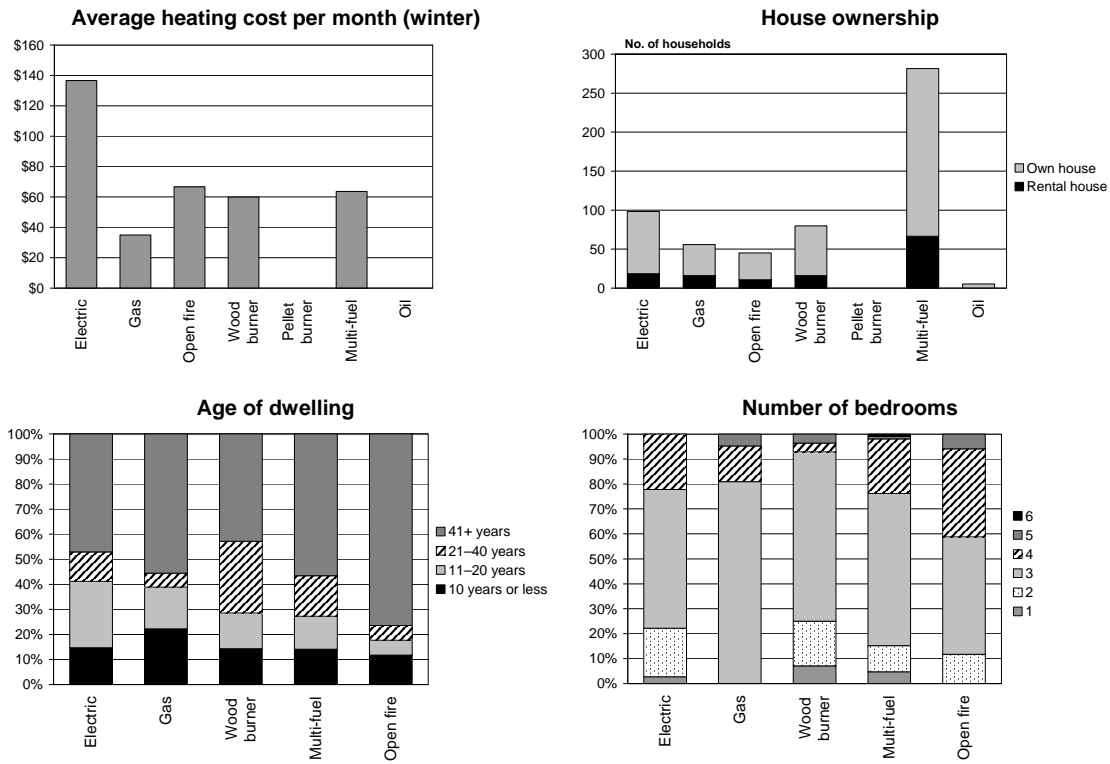 Average heating cost per month (winter)
$160
$140
$120
$100
$80
$60
$40
$20
$0
Electric
Gas
Open fire
Wood
burner
Pellet
burner
Multi-fuel
Oil
House ownership
No. of households
300
250
200
150
100
50
0
Electric
Gas
Open fire
Wood
burner
Pellet
burner
Multi-fuel
Oil
Own house
Rental house
Age of dwelling
100%
90%
80%
70%
60%
50%
40%
30%
20%
10%
0%
Electric
Gas
Wood
burner
Multi-fuel
Open fire
41+ years
21–40 years
11–20 years
10 years or less
Number of bedrooms
100%
90%
80%
70%
60%
50%
40%
30%
20%
10%
0%
Electric
Gas
Wood
burner
Multi-fuel
Open fire
6
5
4
3
2
1